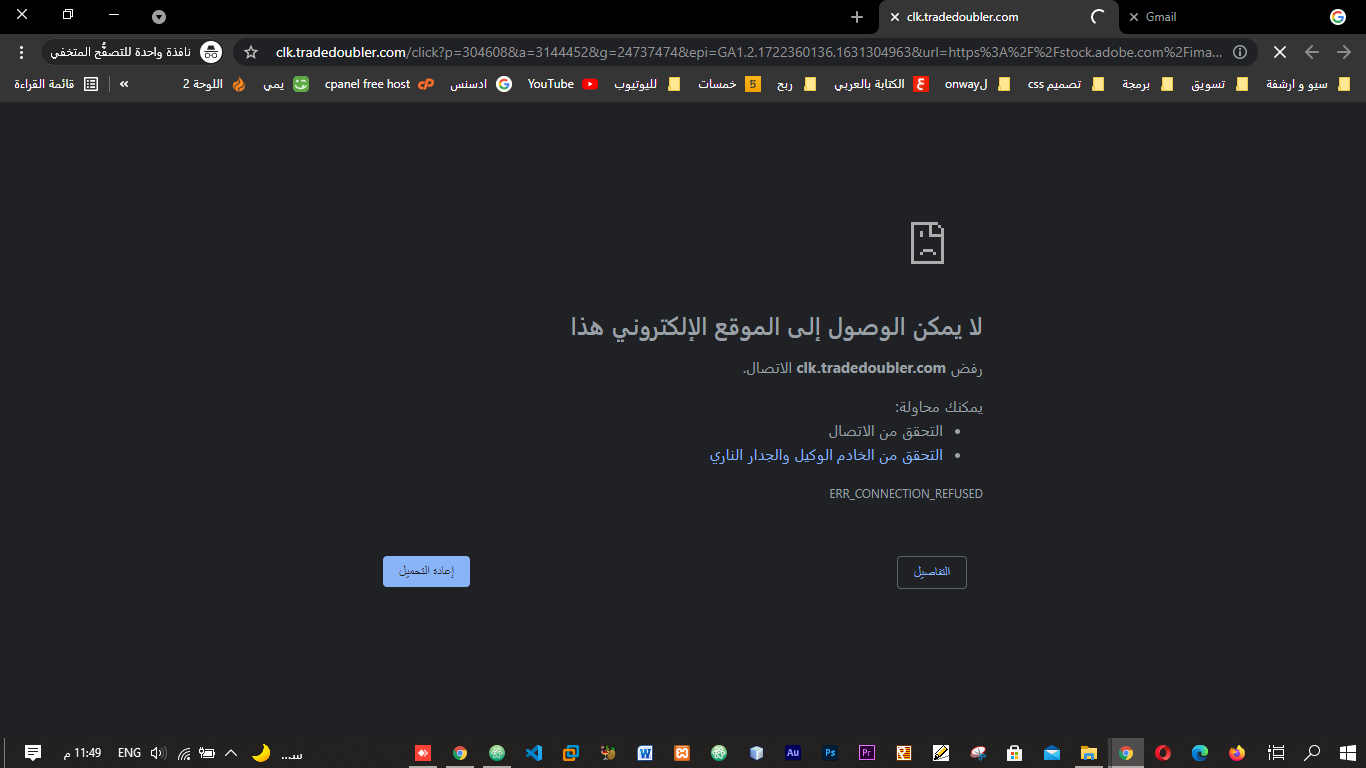 Gmail
clk.tradedoubler.com
clk.tradedoubler.com/click?p=304608&a=3144452&g=24737474&epi=GA1.2.1722360136.1631304963&url=https%3A%2F%2Fstock.adobe.com%2Fima...
نافذة واحدة للتصفُّح المتخفي
سيو و ارشفة
تسويق
برمجة
تصميم css
لonway
الكتابة بالعربي
ربح
خمسات
لليوتيوب
YouTube
ادسنس
cpanel free host
يمي
اللوحة 2
»
قائمة القراءة
لا يمكن الوصول إلى الموقع الإلكتروني هذا
رفض clk.tradedoubler.com الاتصال.
يمكنك محاولة:
• التحقق من الاتصال
• التحقق من الخادم الوكيل والجدار الناري
ERR_CONNECTION_REFUSED
التفاصيل
إعادة التحميل
سـ...
ENG
11:49 م